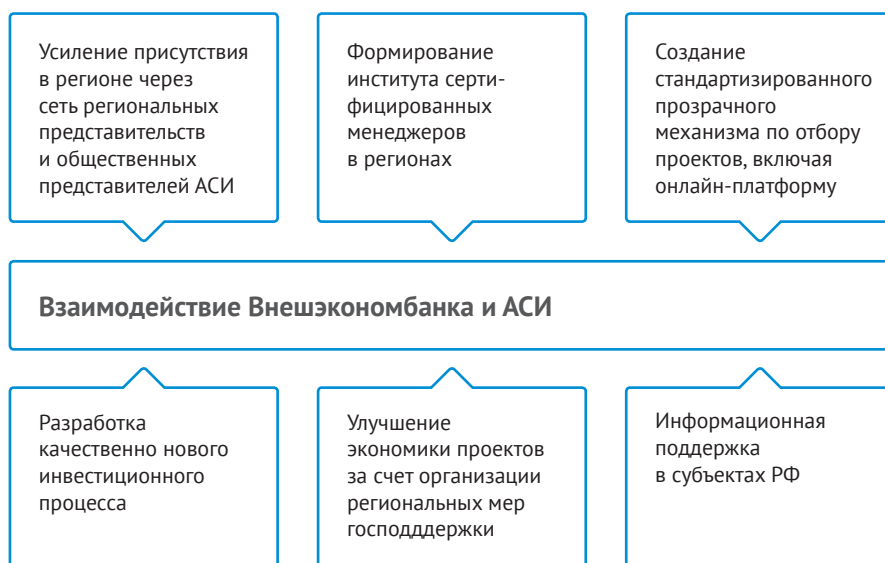 Усиление присутствия
в регионе через
сеть региональных
представительств
и общественных
представителей АСИ
Формирование
института серти-
фицированных
менеджеров
в регионах
Создание
стандартизированного
прозрачного
механизма по отбору
проектов, включая
онлайн-платформу
Взаимодействие Внешэкономбанка и АСИ
Разработка
качественно нового
инвестиционного
процесса
Улучшение
экономики проектов
за счет организации
региональных мер
господддержки
Информационная
поддержка
в субъектах РФ